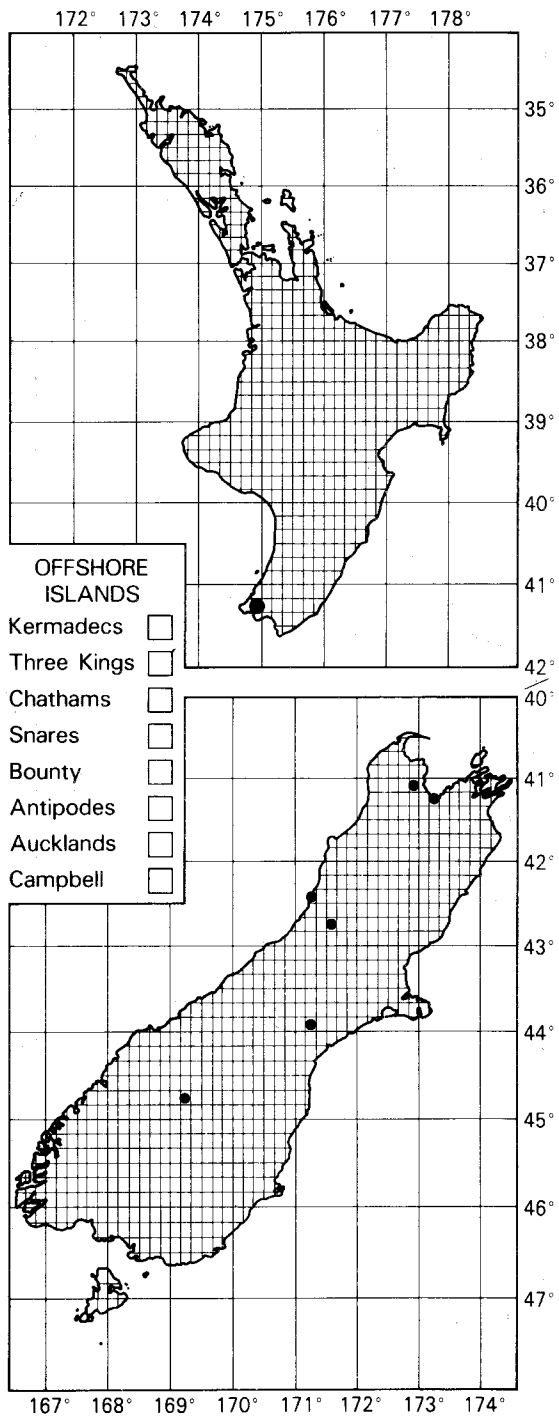 172° 173° 174° 175° 176° 177° 178°
35°
36°
37°
38°
39°
40°
41°
42°
OFFSHORE
ISLANDS
Kermadecs
Three Kings
Chathams
Snares
Bounty
Antipodes
Aucklands
Campbell
40°
41°
42°
43°
44°
45°
46°
47°
167° 168° 169° 170° 171° 172° 173° 174°